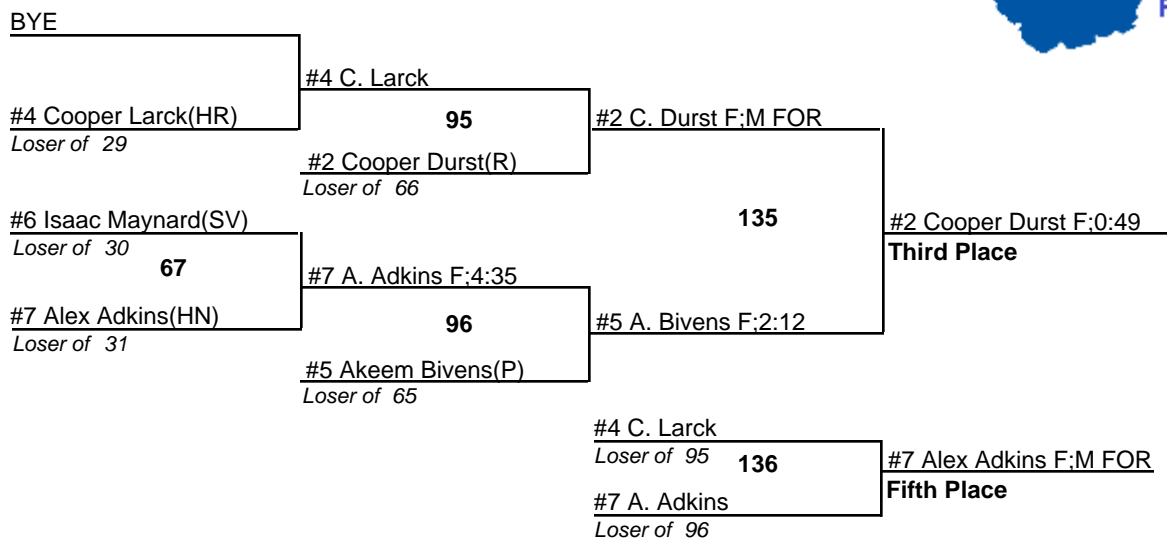 BYE
#4 C. Larck
#4 Cooper Larck(HR)
Loser of 29
95
#2 C. Durst F;M FOR
#2 Cooper Durst(R)
Loser of 66
#6 Isaac Maynard(SV)
Loser of 30
67
135
#2 Cooper Durst F;0:49
Third Place
#7 A. Adkins F;4:35
#7 Alex Adkins(HN)
Loser of 31
96
#5 A. Bivens F;2:12
#5 Akeem Bivens(P)
Loser of 65
#4 C. Larck
Loser of 95
136
#7 Alex Adkins F;M FOR
Fifth Place
#7 A. Adkins
Loser of 96